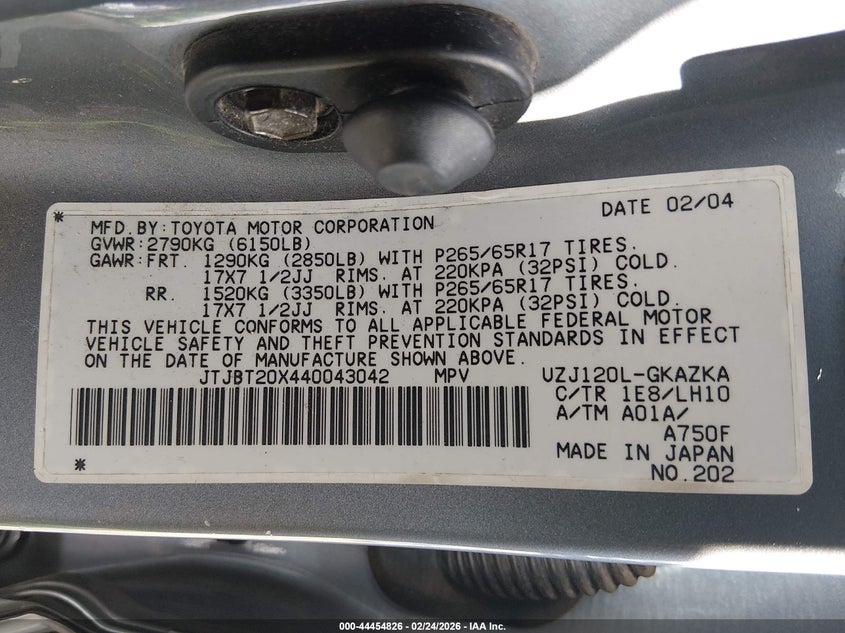 DATE 02/04
MFD.BY:TOYOTA MOTOR CORPORATION
GVWR:2790KG (6150LB)
GAWR:FRT. 1290KG (2850LB) WITH P265/65R17 TIRES.
17X7 1/2JJ RIMS. AT 220KPA (32PSI) COLD.
RR. 1520KG (3350LB) WITH P265/65R17 TIRES.
17X7 1/2JJ RIMS. AT 220KPA (32PSI) COLD.
THIS VEHICLE CONFORMS TO ALL APPLICABLE FEDERAL MOTOR
VEHICLE SAFETY AND THEFT PREVENTION STANDARDS IN EFFECT
ON THE DATE OF MANUFACTURE SHOWN ABOVE.
JTJBT20X440043042 MPV UZJ120L-GKAZKA
C/TR 1E8/LH10
A/TM A01A/
A750F
MADE IN JAPAN
NO.202
000-44454826 - 02/24/2026 - IAA Inc.